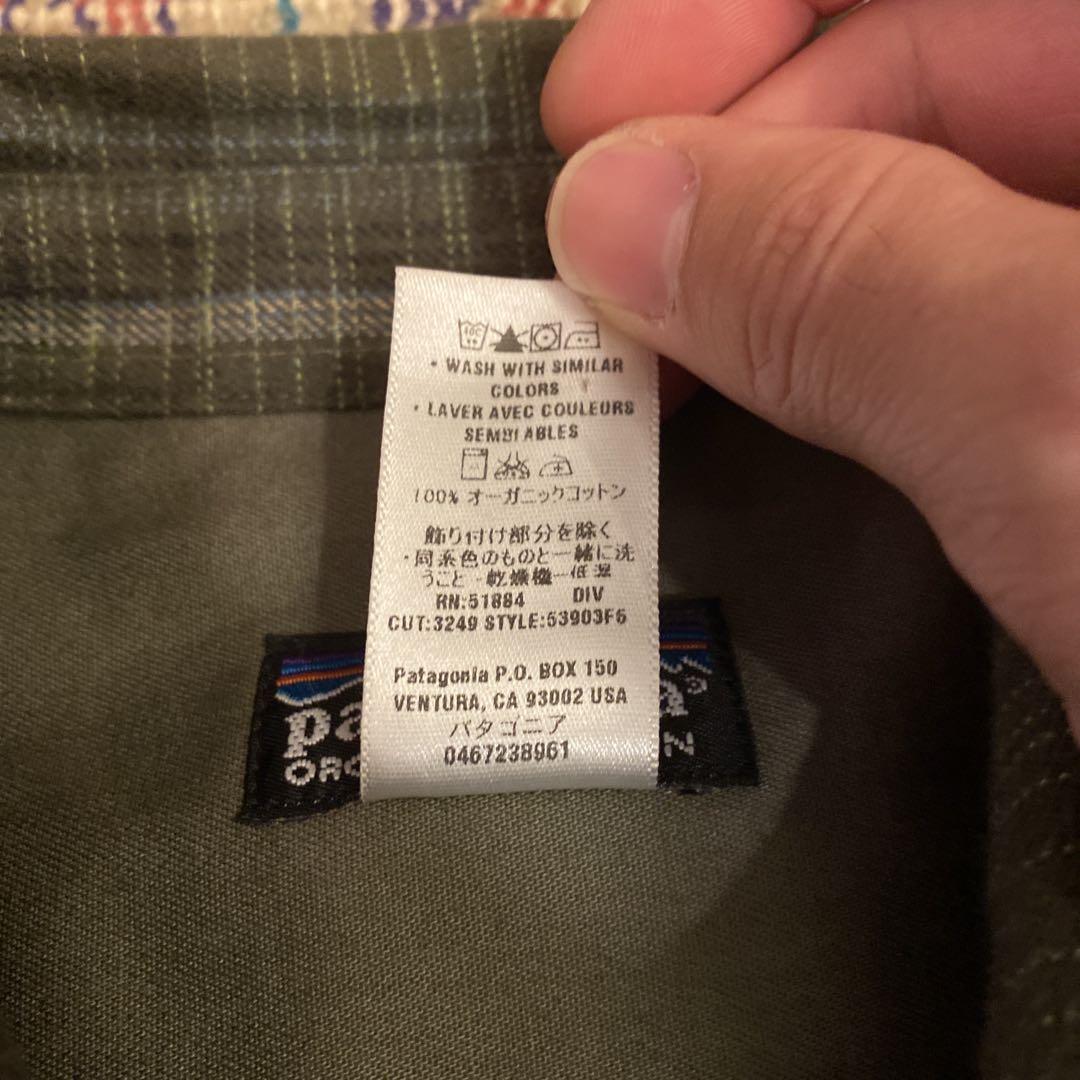 40C
• WASH WITH SIMILAR
COLORS
• LAVER AVEC COULEURS
SEMBLABLES
100% オーガニックコットン
飾り付け部分を除く
・同系色のものと一緒に洗
うこと 乾燥機—低温
RN:51884 DIV
CUT:3249 STYLE:53903F6
Patagonia P.O. BOX 150
VENTURA, CA 93002 USA
パタゴニア
0467238961
pa a®
ORG N